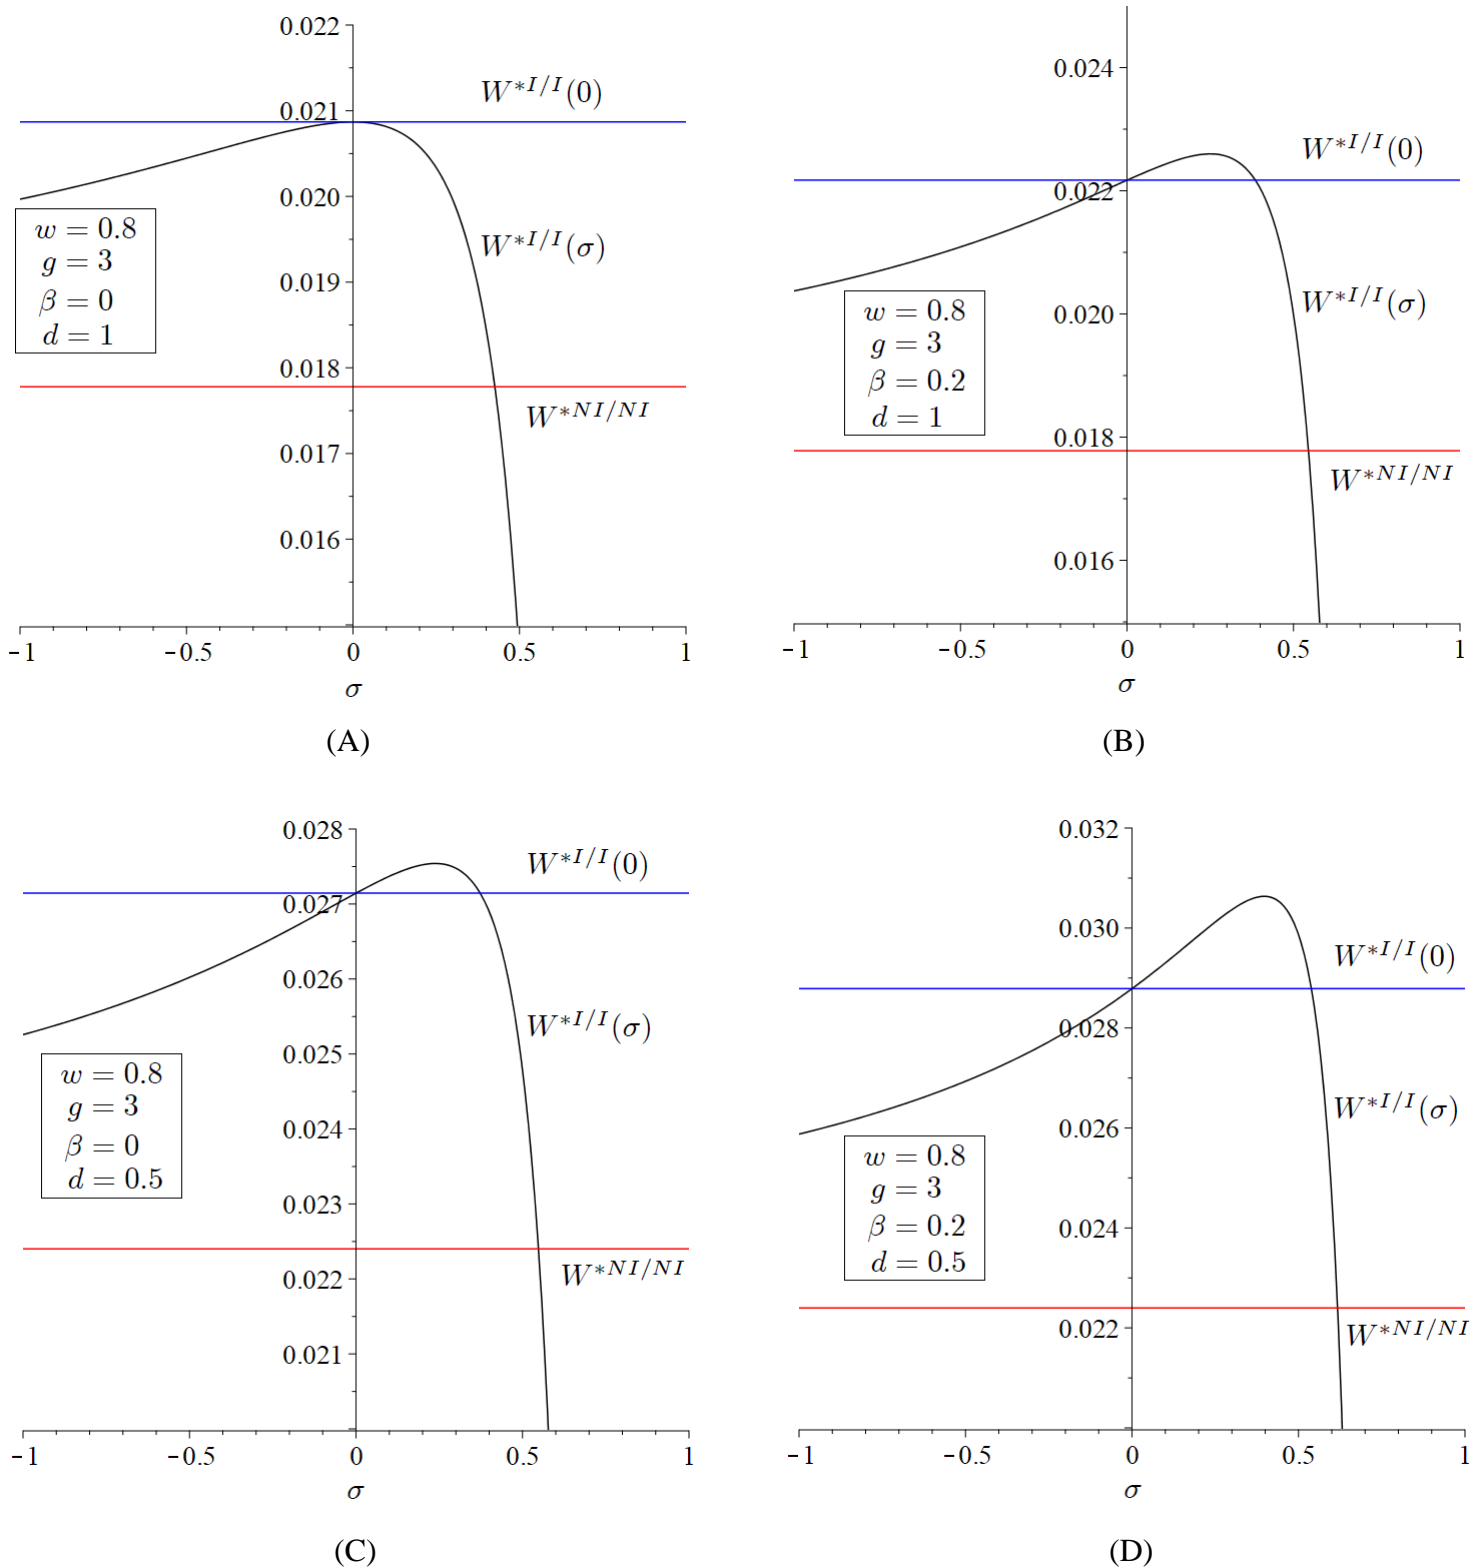 0.022
0.021
0.020
0.019
0.018
0.017
0.016
W*I/I(0)
W*I/I(σ)
W*NI/NI
w = 0.8
g = 3
β = 0
d = 1
−1 −0.5 0 0.5 1
σ
(A)
0.024
0.022
0.020
0.018
0.016
W*I/I(0)
W*I/I(σ)
W*NI/NI
w = 0.8
g = 3
β = 0.2
d = 1
−1 −0.5 0 0.5 1
σ
(B)
0.028
0.027
0.026
0.025
0.024
0.023
0.022
0.021
W*I/I(0)
W*I/I(σ)
W*NI/NI
w = 0.8
g = 3
β = 0
d = 0.5
−1 −0.5 0 0.5 1
σ
(C)
0.032
0.030
0.028
0.026
0.024
0.022
W*I/I(0)
W*I/I(σ)
W*NI/NI
w = 0.8
g = 3
β = 0.2
d = 0.5
−1 −0.5 0 0.5 1
σ
(D)